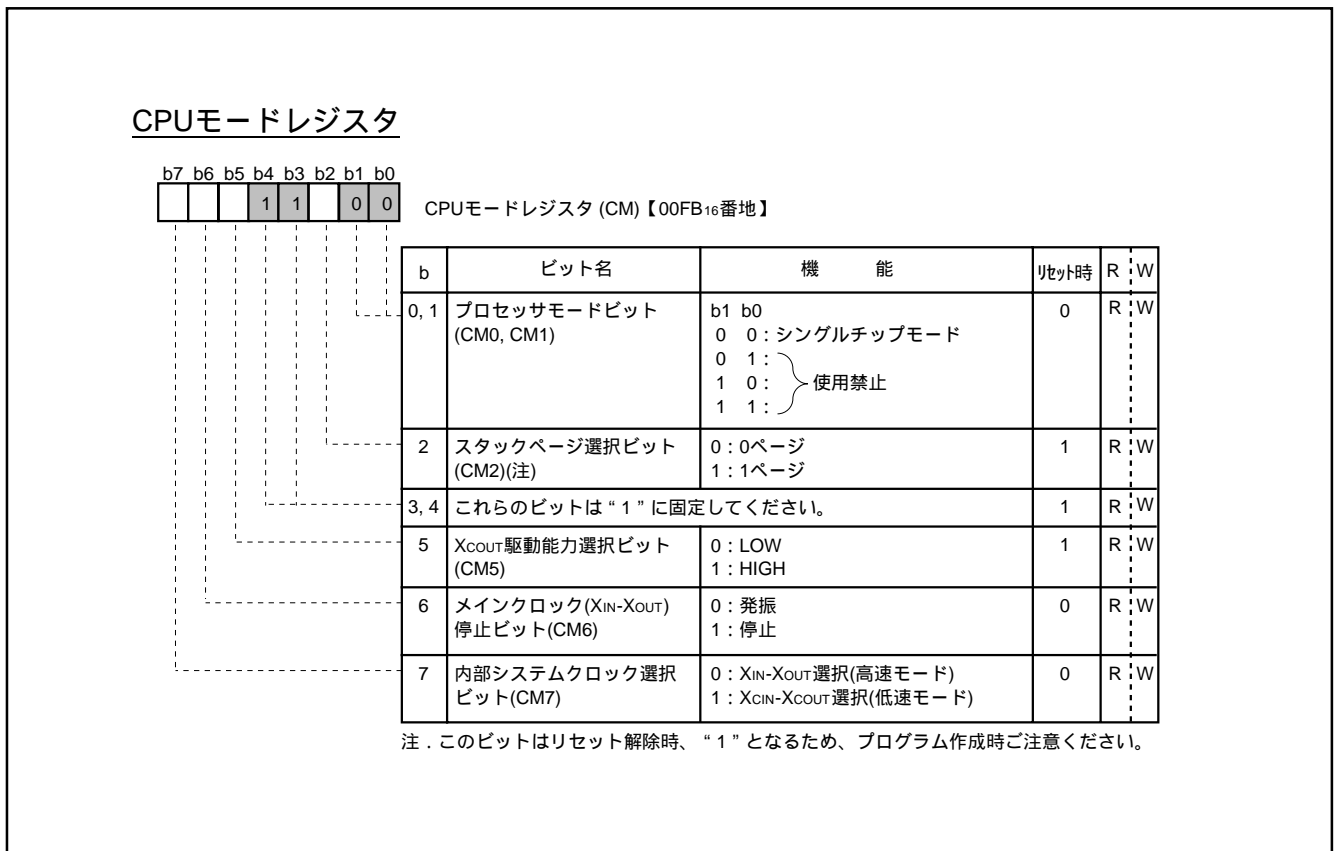 CPUモードレジスタ
b7 b6 b5 b4 b3 b2 b1 b0
1 1 0 0
CPUモードレジスタ (CM)【00FB16番地】
b ビット名 機 能 リセット時 R W
0, 1 プロセッサモードビット b1 b0 0 R W
(CM0, CM1) 0 0：シングルチップモード
0 1：
1 0： 使用禁止
1 1：
2 スタックページ選択ビット 0：0ページ 1 R W
(CM2)(注) 1：1ページ
3, 4 これらのビットは“1”に固定してください。 1 R W
5 XCOUT駆動能力選択ビット 0：LOW 1 R W
(CM5) 1：HIGH
6 メインクロック(XIN-XOUT) 0：発振 0 R W
停止ビット(CM6) 1：停止
7 内部システムクロック選択 0：XIN-XOUT選択(高速モード) 0 R W
ビット(CM7) 1：XCIN-XCOUT選択(低速モード)
注．このビットはリセット解除時、“1”となるため、プログラム作成時ご注意ください。